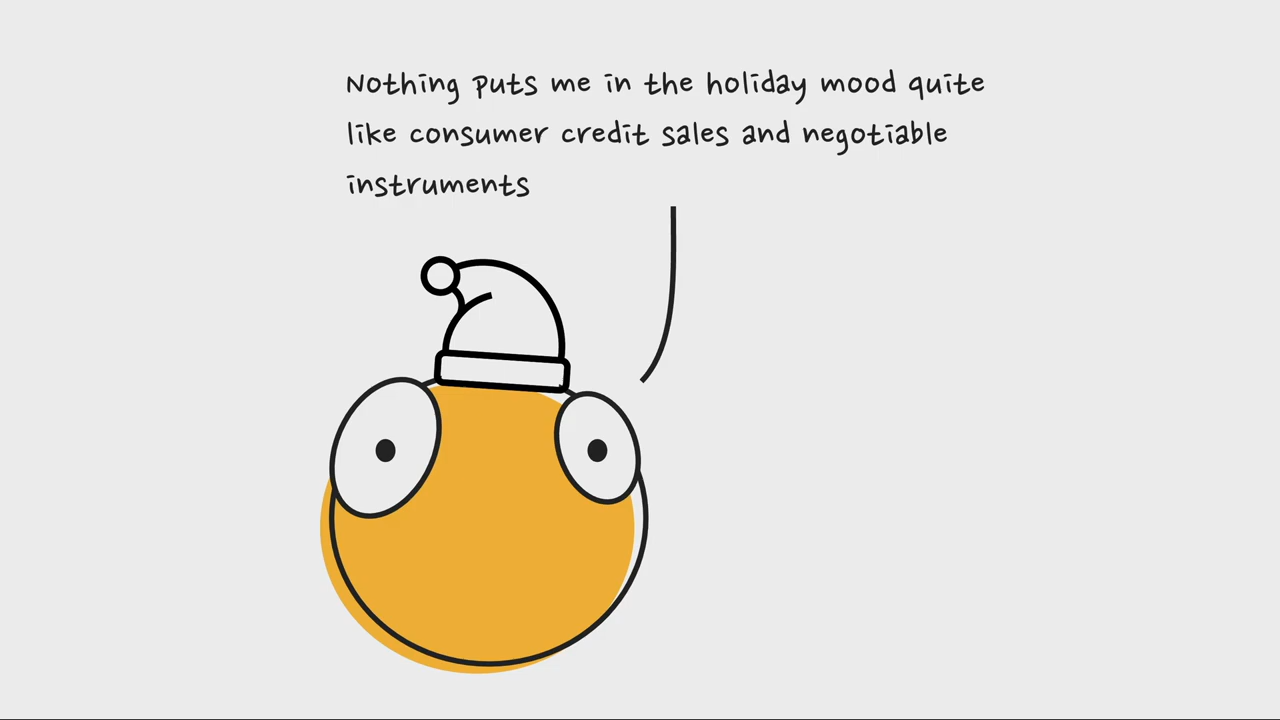 Nothing puts me in the holiday mood quite
like consumer credit sales and negotiable
instruments